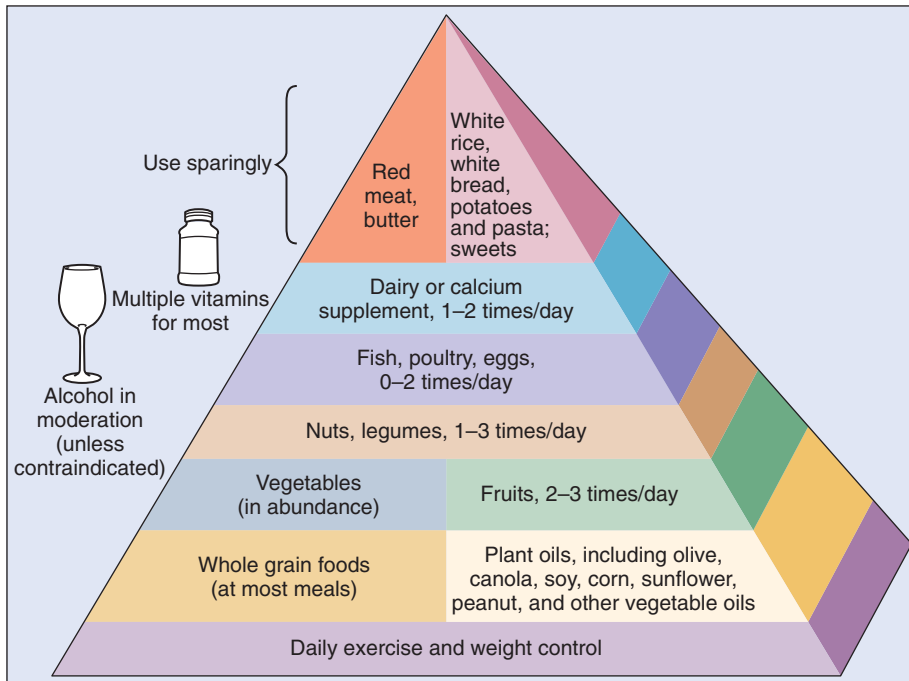 Use sparingly
Red
meat,
butter
White
rice,
white
bread,
potatoes
and pasta;
sweets
Multiple vitamins
for most
Dairy or calcium
supplement, 1–2 times/day
Fish, poultry, eggs,
0–2 times/day
Alcohol in
moderation
(unless
contraindicated)
Nuts, legumes, 1–3 times/day
Vegetables
(in abundance)
Fruits, 2–3 times/day
Whole grain foods
(at most meals)
Plant oils, including olive,
canola, soy, corn, sunflower,
peanut, and other vegetable oils
Daily exercise and weight control